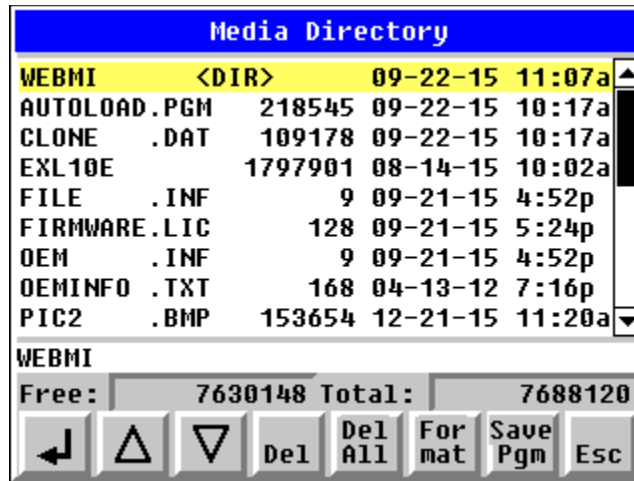 Media Directory
WEBMI <DIR> 09-22-15 11:07a
AUTOLOAD.PGM 218545 09-22-15 10:17a
CLONE .DAT 109178 09-22-15 10:17a
EXL10E 1797901 08-14-15 10:02a
FILE .INF 9 09-21-15 4:52p
FIRMWARE.LIC 128 09-21-15 5:24p
OEM .INF 9 09-21-15 4:52p
OEMINFO .TXT 168 04-13-12 7:16p
PIC2 .BMP 153654 12-21-15 11:20a
WEBMI
Free: 7630148 Total: 7688120
Del Del All For mat Save Pgm Esc